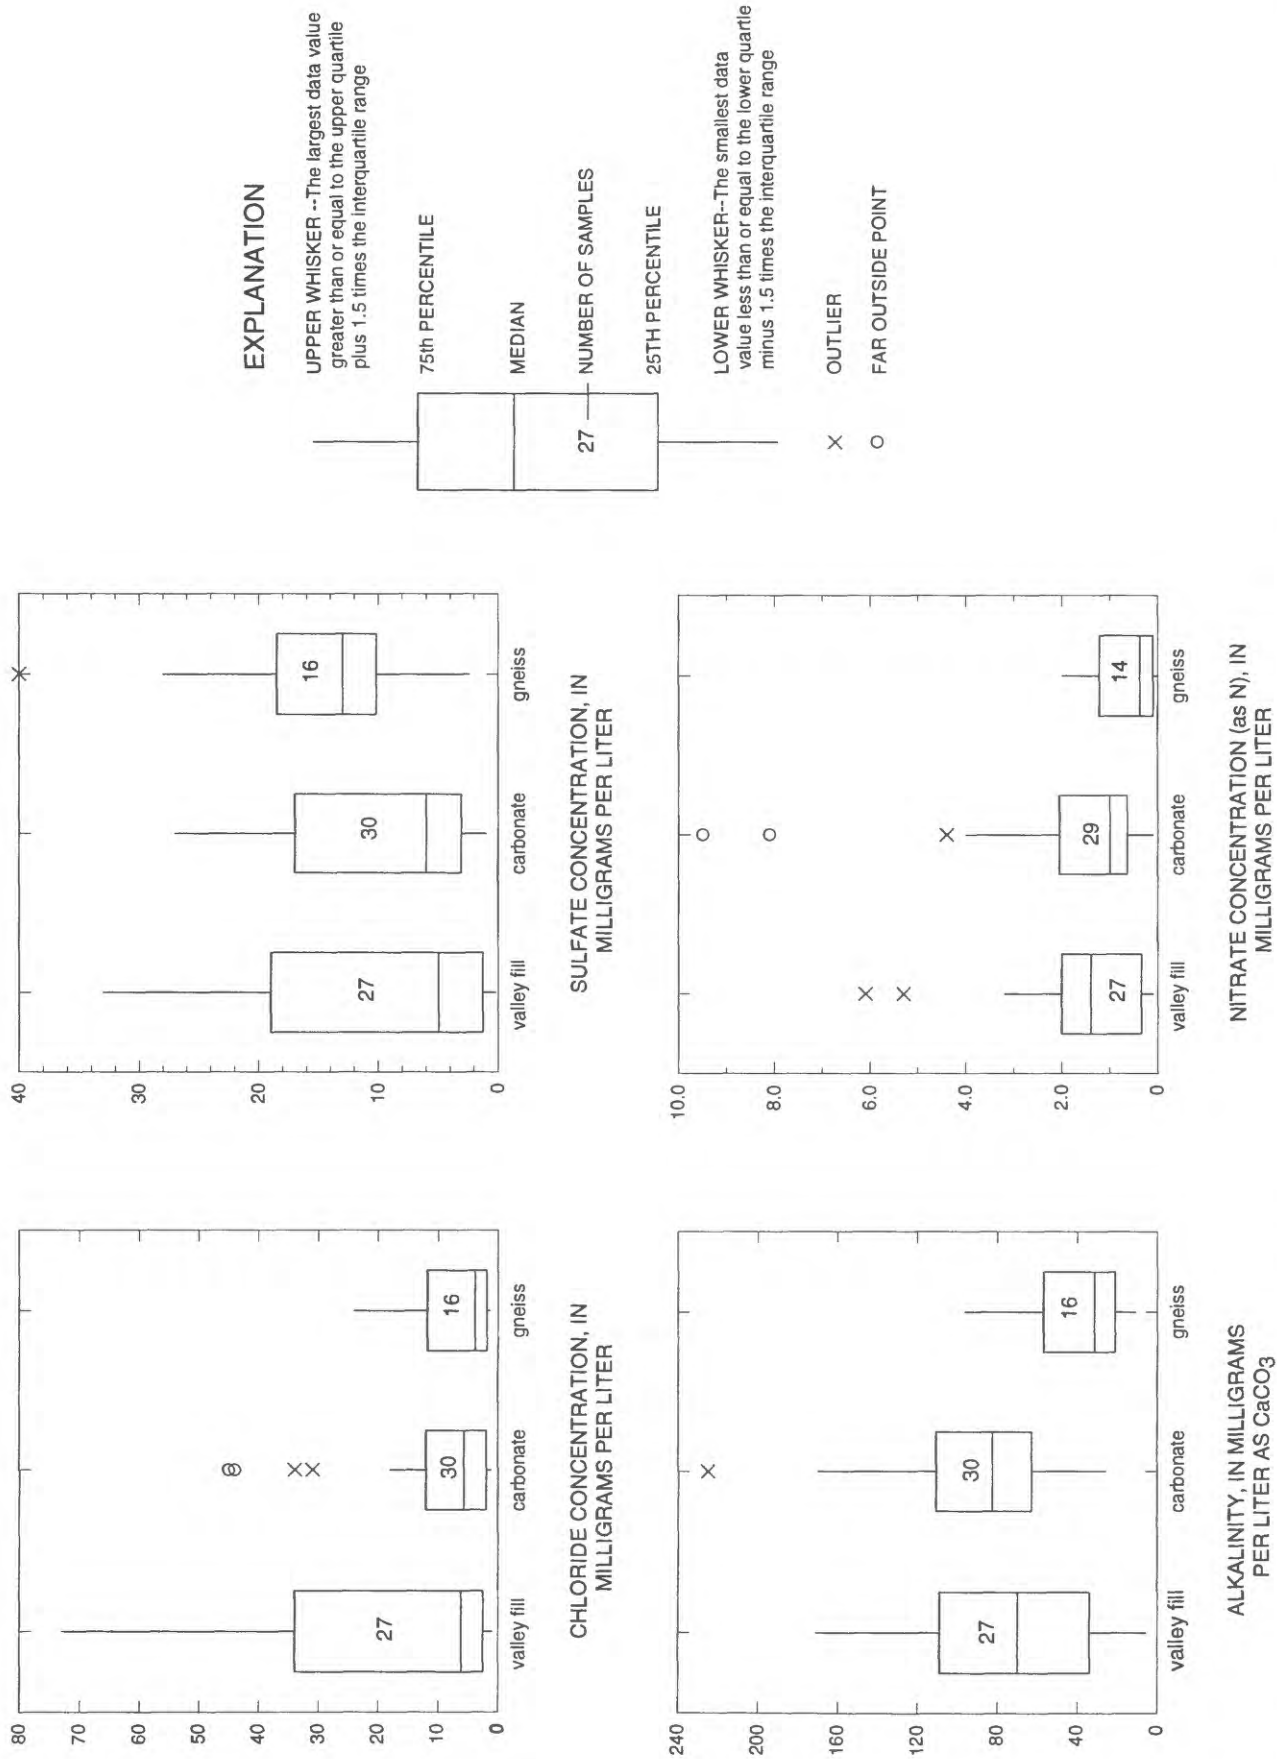 80
70
60
50
40
30
20
10
0
27
30
16
valley fill
carbonate
gneiss
CHLORIDE CONCENTRATION, IN
MILLIGRAMS PER LITER
40
30
20
10
0
27
30
16
valley fill
carbonate
gneiss
SULFATE CONCENTRATION, IN
MILLIGRAMS PER LITER
240
200
160
120
80
40
0
27
30
16
valley fill
carbonate
gneiss
ALKALINITY, IN MILLIGRAMS
PER LITER AS CaCO3
10.0
8.0
6.0
4.0
2.0
0
27
29
14
valley fill
carbonate
gneiss
NITRATE CONCENTRATION (as N), IN
MILLIGRAMS PER LITER
EXPLANATION
UPPER WHISKER --The largest data value
greater than or equal to the upper quartile
plus 1.5 times the interquartile range
75th PERCENTILE
MEDIAN
27
NUMBER OF SAMPLES
25TH PERCENTILE
LOWER WHISKER--The smallest data
value less than or equal to the lower quartle
minus 1.5 times the interquartile range
OUTLIER
FAR OUTSIDE POINT